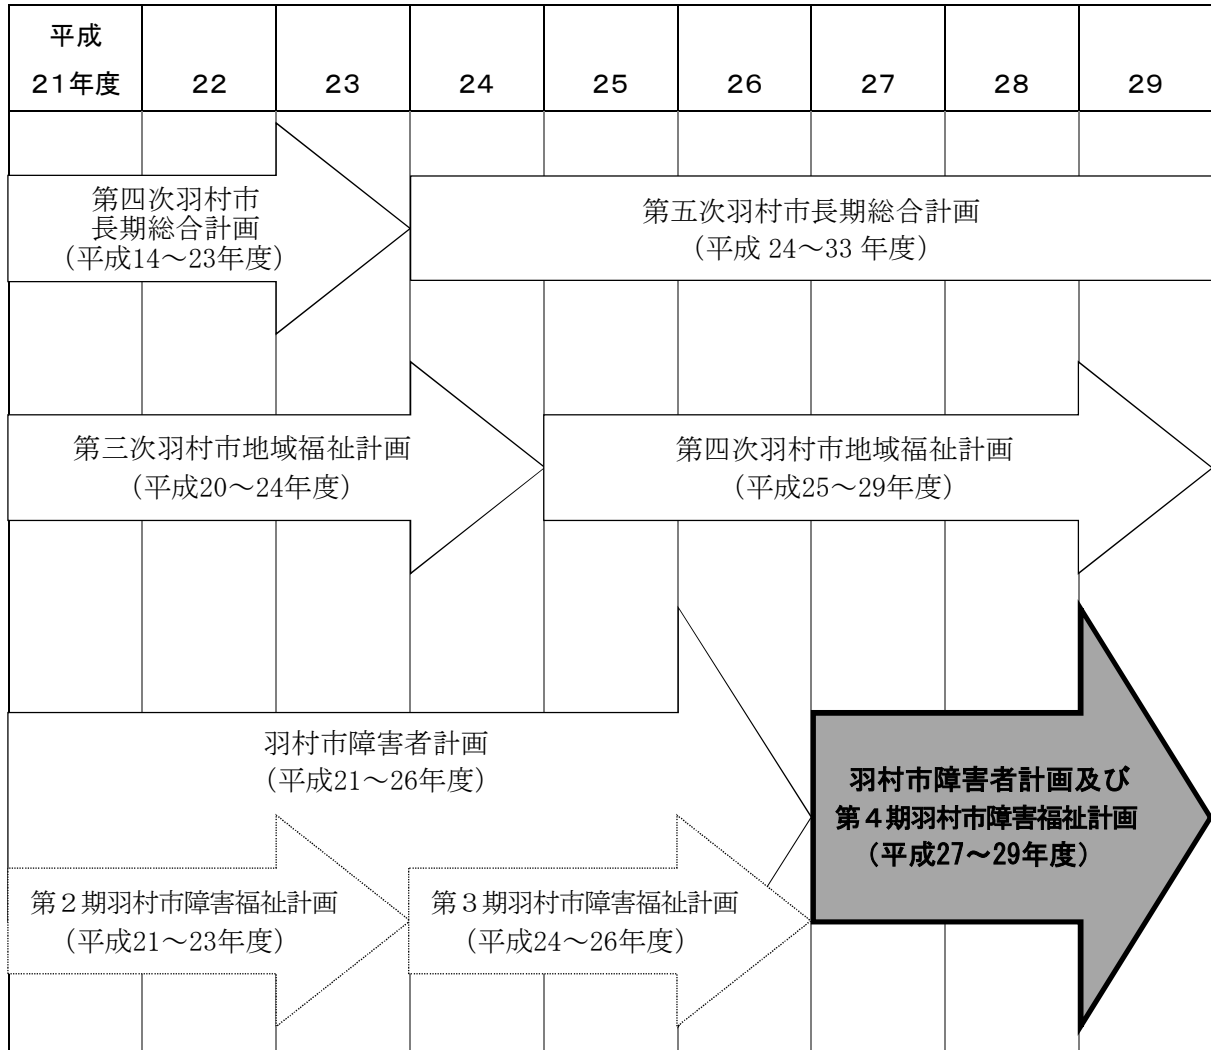 平成
21年度
22
23
24
25
26
27
28
29
第四次羽村市
長期総合計画
（平成14～23年度）
第五次羽村市長期総合計画
（平成 24～33 年度）
第三次羽村市地域福祉計画
（平成20～24年度）
第四次羽村市地域福祉計画
（平成25～29年度）
羽村市障害者計画
（平成21～26年度）
羽村市障害者計画及び
第４期羽村市障害福祉計画
（平成27～29年度）
第２期羽村市障害福祉計画
（平成21～23年度）
第３期羽村市障害福祉計画
（平成24～26年度）